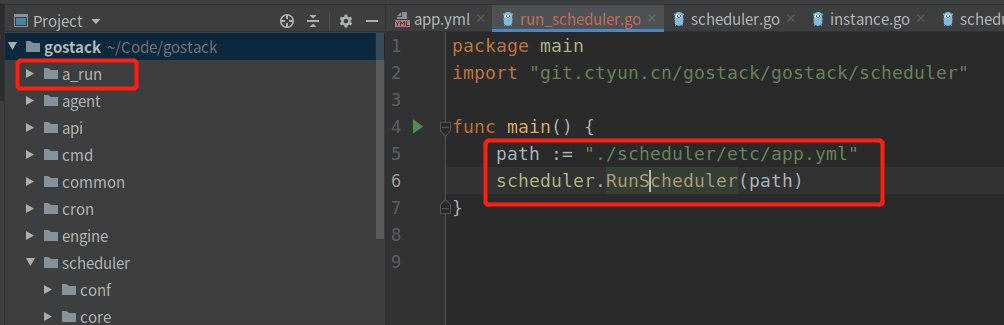 Project
app.yml
run_scheduler.go
scheduler.go
instance.go
gostack ~/Code/gostack
a_run
agent
api
cmd
common
cron
engine
scheduler
conf
core
1 package main
2 import "git.ctyun.cn/gostack/gostack/scheduler"
3
4 func main() {
5 path := "./scheduler/etc/app.yml"
6 scheduler.RunScheduler(path)
7 }
8
9